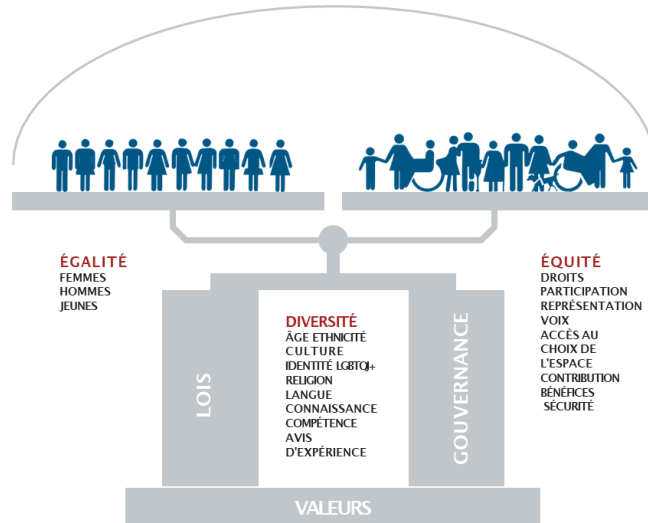 ÉGALITÉ
FEMMES
HOMMES
JEUNES
ÉQUITÉ
DROITS
PARTICIPATION
REPRÉSENTATION
VOIX
ACCÈS AU
CHOIX DE
L'ESPACE
CONTRIBUTION
BÉNÉFICES
SÉCURITÉ
LOIS
DIVERSITÉ
ÂGE ETHNICITÉ
CULTURE
IDENTITÉ LGBTQI+
RELIGION
LANGUE
CONNAISSANCE
COMPÉTENCE
AVIS
D'EXPÉRIENCE
GOUVERNANCE
VALEURS